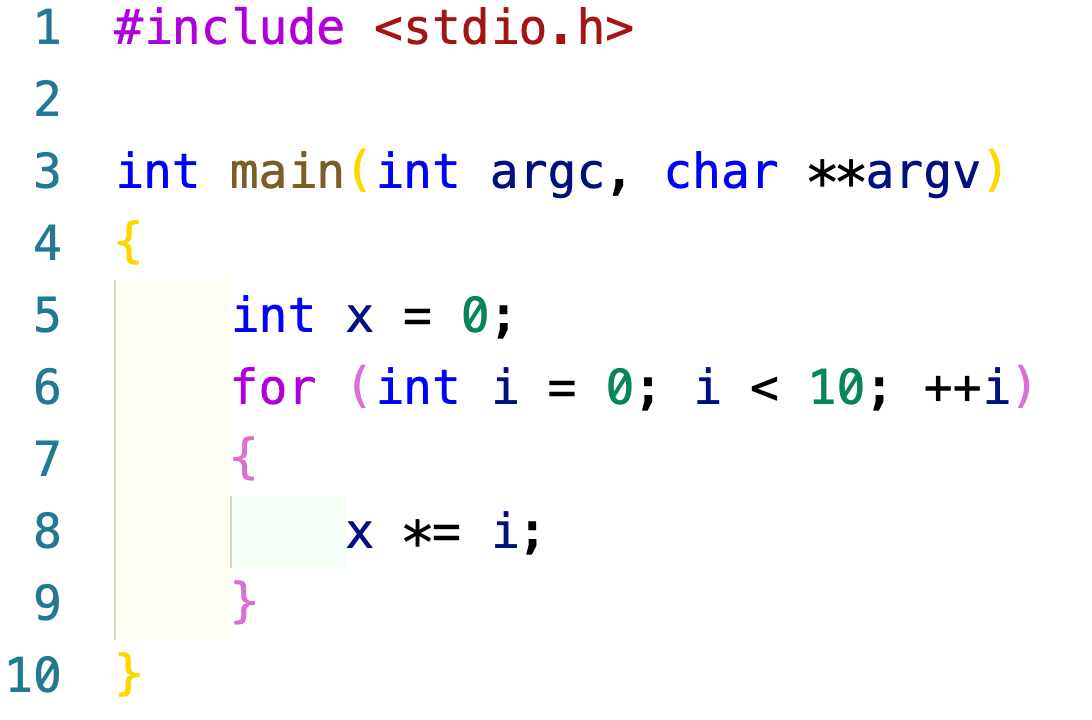 1 #include <stdio.h>
2
3 int main(int argc, char **argv)
4 {
5     int x = 0;
6     for (int i = 0; i < 10; ++i)
7     {
8         x *= i;
9     }
10 }